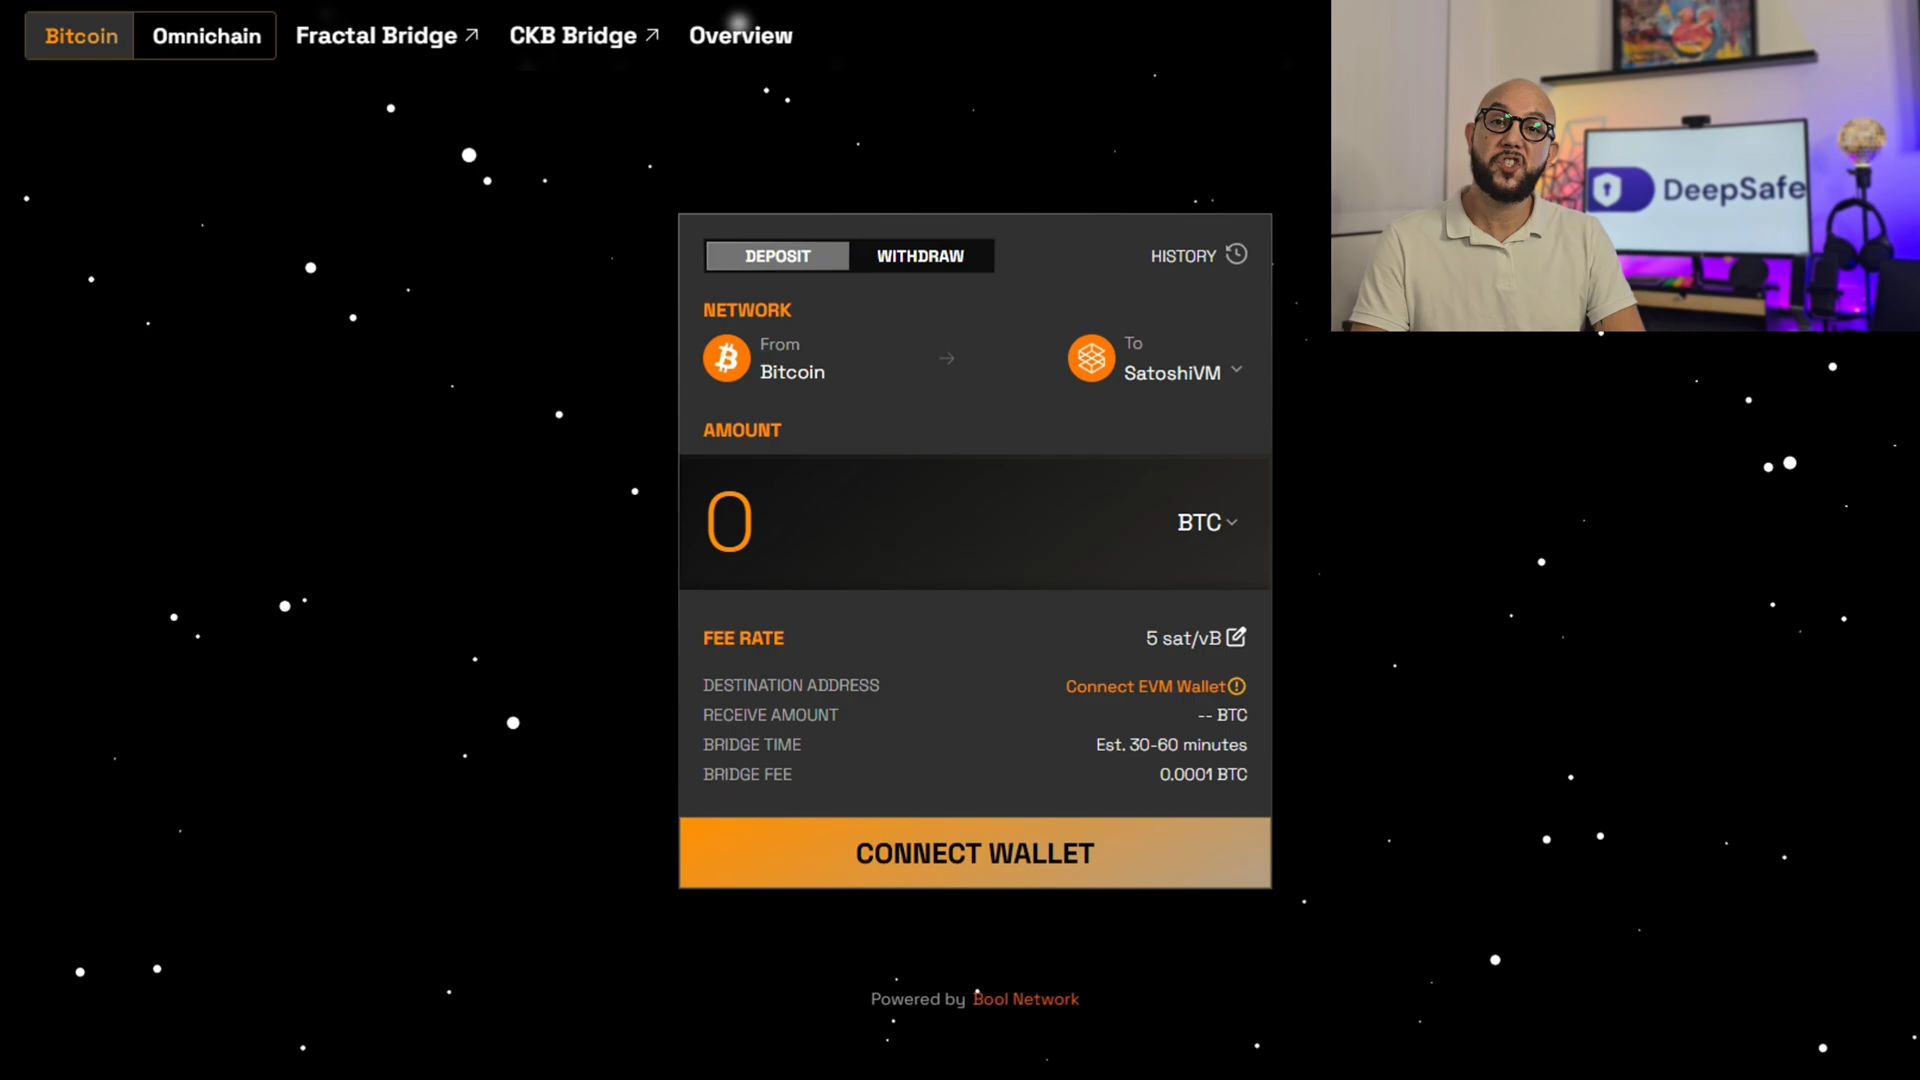 Bitcoin
Omnichain
Fractal Bridge
CKB Bridge
Overview
DeepSafe
DEPOSIT
WITHDRAW
HISTORY
NETWORK
From
Bitcoin
To
SatoshiVM
AMOUNT
0
BTC
FEE RATE
5 sat/vB
DESTINATION ADDRESS
Connect EVM Wallet
RECEIVE AMOUNT
-- BTC
BRIDGE TIME
Est. 30-60 minutes
BRIDGE FEE
0.0001 BTC
CONNECT WALLET
Powered by Bool Network